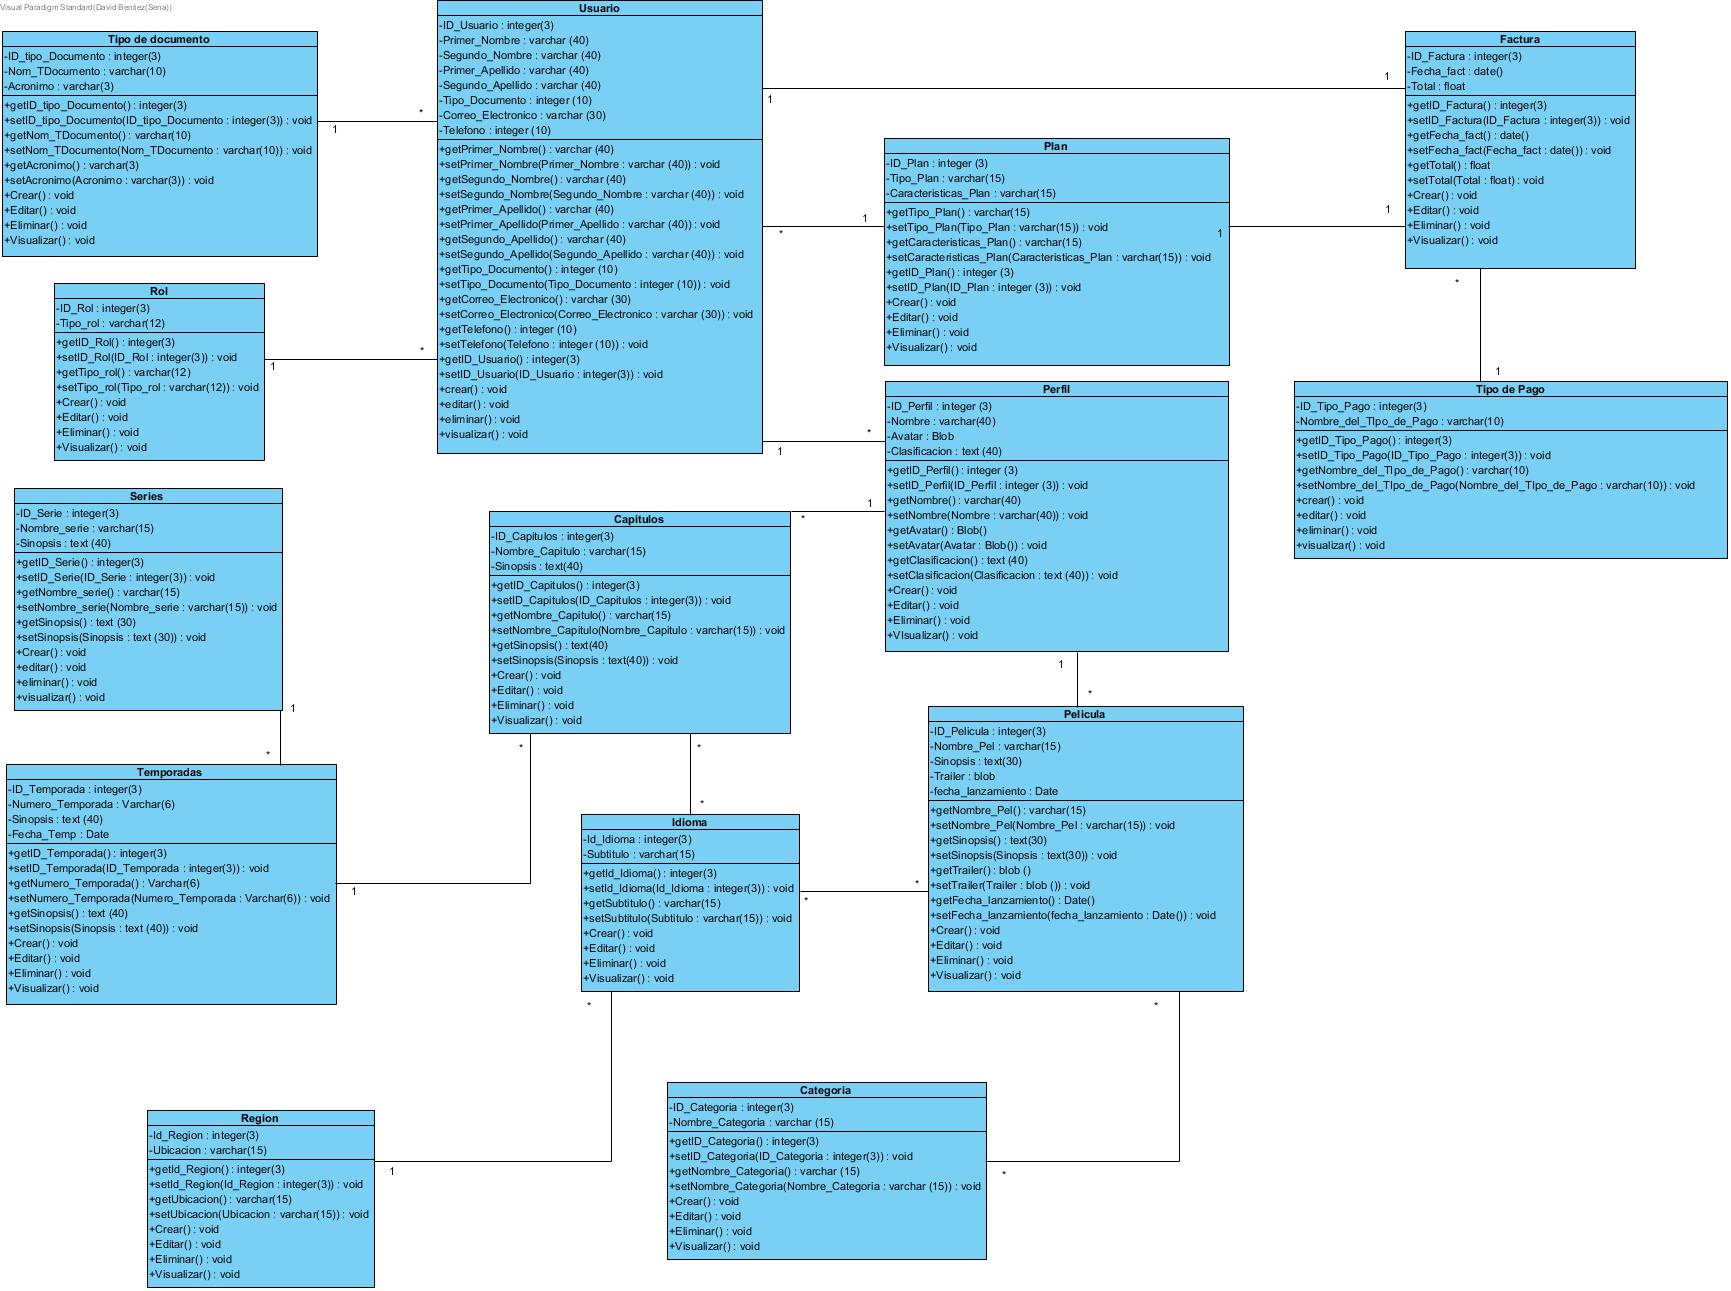 Visual Paradigm Standard(David Benitez(Sena))
Tipo de documento
-ID_tipo_Documento : integer(3)
-Nom_TDocumento : varchar(10)
-Acronimo : varchar(3)
+getID_tipo_Documento() : integer(3)
+setID_tipo_Documento(ID_tipo_Documento : integer(3)) : void
+getNom_TDocumento() : varchar(10)
+setNom_TDocumento(Nom_TDocumento : varchar(10)) : void
+getAcronimo() : varchar(3)
+setAcronimo(Acronimo : varchar(3)) : void
+Crear() : void
+Editar() : void
+Eliminar() : void
+Visualizar() : void
1
*
Usuario
-ID_Usuario : integer(3)
-Primer_Nombre : varchar (40)
-Segundo_Nombre : varchar (40)
-Primer_Apellido : varchar (40)
-Segundo_Apellido : varchar (40)
-Tipo_Documento : integer (10)
-Correo_Electronico : varchar (30)
-Telefono : integer (10)
+getPrimer_Nombre() : varchar (40)
+setPrimer_Nombre(Primer_Nombre : varchar (40)) : void
+getSegundo_Nombre() : varchar (40)
+setSegundo_Nombre(Segundo_Nombre : varchar (40)) : void
+getPrimer_Apellido() : varchar (40)
+setPrimer_Apellido(Primer_Apellido : varchar (40)) : void
+getSegundo_Apellido() : varchar (40)
+setSegundo_Apellido(Segundo_Apellido : varchar (40)) : void
+getTipo_Documento() : integer (10)
+setTipo_Documento(Tipo_Documento : integer (10)) : void
+getCorreo_Electronico() : varchar (30)
+setCorreo_Electronico(Correo_Electronico : varchar (30)) : void
+getTelefono() : integer (10)
+setTelefono(Telefono : integer (10)) : void
+getID_Usuario() : integer(3)
+setID_Usuario(ID_Usuario : integer(3)) : void
+crear() : void
+editar() : void
+eliminar() : void
+visualizar() : void
1
1
Factura
-ID_Factura : integer(3)
-Fecha_fact : date()
-Total : float
+getID_Factura() : integer(3)
+setID_Factura(ID_Factura : integer(3)) : void
+getFecha_fact() : date()
+setFecha_fact(Fecha_fact : date()) : void
+getTotal() : float
+setTotal(Total : float) : void
+Crear() : void
+Editar() : void
+Eliminar() : void
+Visualizar() : void
*
1
Plan
-ID_Plan : integer (3)
-Tipo_Plan : varchar(15)
-Caracteristicas_Plan : varchar(15)
+getTipo_Plan() : varchar(15)
+setTipo_Plan(Tipo_Plan : varchar(15)) : void
+getCaracteristicas_Plan() : varchar(15)
+setCaracteristicas_Plan(Caracteristicas_Plan : varchar(15)) : void
+getID_Plan() : integer (3)
+setID_Plan(ID_Plan : integer (3)) : void
+Crear() : void
+Editar() : void
+Eliminar() : void
+Visualizar() : void
1
1
Rol
-ID_Rol : integer(3)
-Tipo_rol : varchar(12)
+getID_Rol() : integer(3)
+setID_Rol(ID_Rol : integer(3)) : void
+getTipo_rol() : varchar(12)
+setTipo_rol(Tipo_rol : varchar(12)) : void
+Crear() : void
+Editar() : void
+Eliminar() : void
+Visualizar() : void
1
*
*
1
Tipo de Pago
-ID_Tipo_Pago : integer(3)
-Nombre_del_TIpo_de_Pago : varchar(10)
+getID_Tipo_Pago() : integer(3)
+setID_Tipo_Pago(ID_Tipo_Pago : integer(3)) : void
+getNombre_del_TIpo_de_Pago() : varchar(10)
+setNombre_del_TIpo_de_Pago(Nombre_del_TIpo_de_Pago : varchar(10)) : void
+crear() : void
+editar() : void
+eliminar() : void
+visualizar() : void
Perfil
-ID_Perfil : integer (3)
-Nombre : varchar(40)
-Avatar : Blob
-Clasificacion : text (40)
+getID_Perfil() : integer (3)
+setID_Perfil(ID_Perfil : integer (3)) : void
+getNombre() : varchar(40)
+setNombre(Nombre : varchar(40)) : void
+getAvatar() : Blob()
+setAvatar(Avatar : Blob()) : void
+getClasificacion() : text (40)
+setClasificacion(Clasificacion : text (40)) : void
+Crear() : void
+Editar() : void
+Eliminar() : void
+VIsualizar() : void
*
1
1
*
Series
-ID_Serie : integer(3)
-Nombre_serie : varchar(15)
-Sinopsis : text (40)
+getID_Serie() : integer(3)
+setID_Serie(ID_Serie : integer(3)) : void
+getNombre_serie() : varchar(15)
+setNombre_serie(Nombre_serie : varchar(15)) : void
+getSinopsis() : text (30)
+setSinopsis(Sinopsis : text (30)) : void
+Crear() : void
+editar() : void
+eliminar() : void
+visualizar() : void
1
*
Capitulos
-ID_Capitulos : integer(3)
-Nombre_Capitulo : varchar(15)
-Sinopsis : text(40)
+getID_Capitulos() : integer(3)
+setID_Capitulos(ID_Capitulos : integer(3)) : void
+getNombre_Capitulo() : varchar(15)
+setNombre_Capitulo(Nombre_Capitulo : varchar(15)) : void
+getSinopsis() : text(40)
+setSinopsis(Sinopsis : text(40)) : void
+Crear() : void
+Editar() : void
+Eliminar() : void
+Visualizar() : void
*
*
1
*
Pelicula
-ID_Pelicula : integer(3)
-Nombre_Pel : varchar(15)
-Sinopsis : text(30)
-Trailer : blob
-fecha_lanzamiento : Date
+getNombre_Pel() : varchar(15)
+setNombre_Pel(Nombre_Pel : varchar(15)) : void
+getSinopsis() : text(30)
+setSinopsis(Sinopsis : text(30)) : void
+getTrailer() : blob ()
+setTrailer(Trailer : blob ()) : void
+getFecha_lanzamiento() : Date()
+setFecha_lanzamiento(fecha_lanzamiento : Date()) : void
+Crear() : void
+Editar() : void
+Eliminar() : void
+Visualizar() : void
Temporadas
-ID_Temporada : integer(3)
-Numero_Temporada : Varchar(6)
-Sinopsis : text (40)
-Fecha_Temp : Date
+getID_Temporada() : integer(3)
+setID_Temporada(ID_Temporada : integer(3)) : void
+getNumero_Temporada() : Varchar(6)
+setNumero_Temporada(Numero_Temporada : Varchar(6)) : void
+getSinopsis() : text (40)
+setSinopsis(Sinopsis : text (40)) : void
+Crear() : void
+Editar() : void
+Eliminar() : void
+Visualizar() : void
1
*
Idioma
-Id_Idioma : integer(3)
-Subtitulo : varchar(15)
+getId_Idioma() : integer(3)
+setId_Idioma(Id_Idioma : integer(3)) : void
+getSubtitulo() : varchar(15)
+setSubtitulo(Subtitulo : varchar(15)) : void
+Crear() : void
+Editar() : void
+Eliminar() : void
+Visualizar() : void
*
*
*
*
Region
-Id_Region : integer(3)
-Ubicacion : varchar(15)
+getId_Region() : integer(3)
+setId_Region(Id_Region : integer(3)) : void
+getUbicacion() : varchar(15)
+setUbicacion(Ubicacion : varchar(15)) : void
+Crear() : void
+Editar() : void
+Eliminar() : void
+Visualizar() : void
1
Categoria
-ID_Categoria : integer(3)
-Nombre_Categoria : varchar (15)
+getID_Categoria() : integer(3)
+setID_Categoria(ID_Categoria : integer(3)) : void
+getNombre_Categoria() : varchar (15)
+setNombre_Categoria(Nombre_Categoria : varchar (15)) : void
+Crear() : void
+Editar() : void
+Eliminar() : void
+Visualizar() : void
*